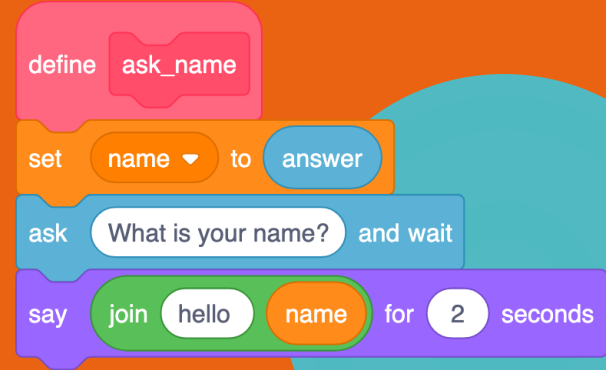 define ask_name
set name to answer
ask What is your name? and wait
say join hello name for 2 seconds